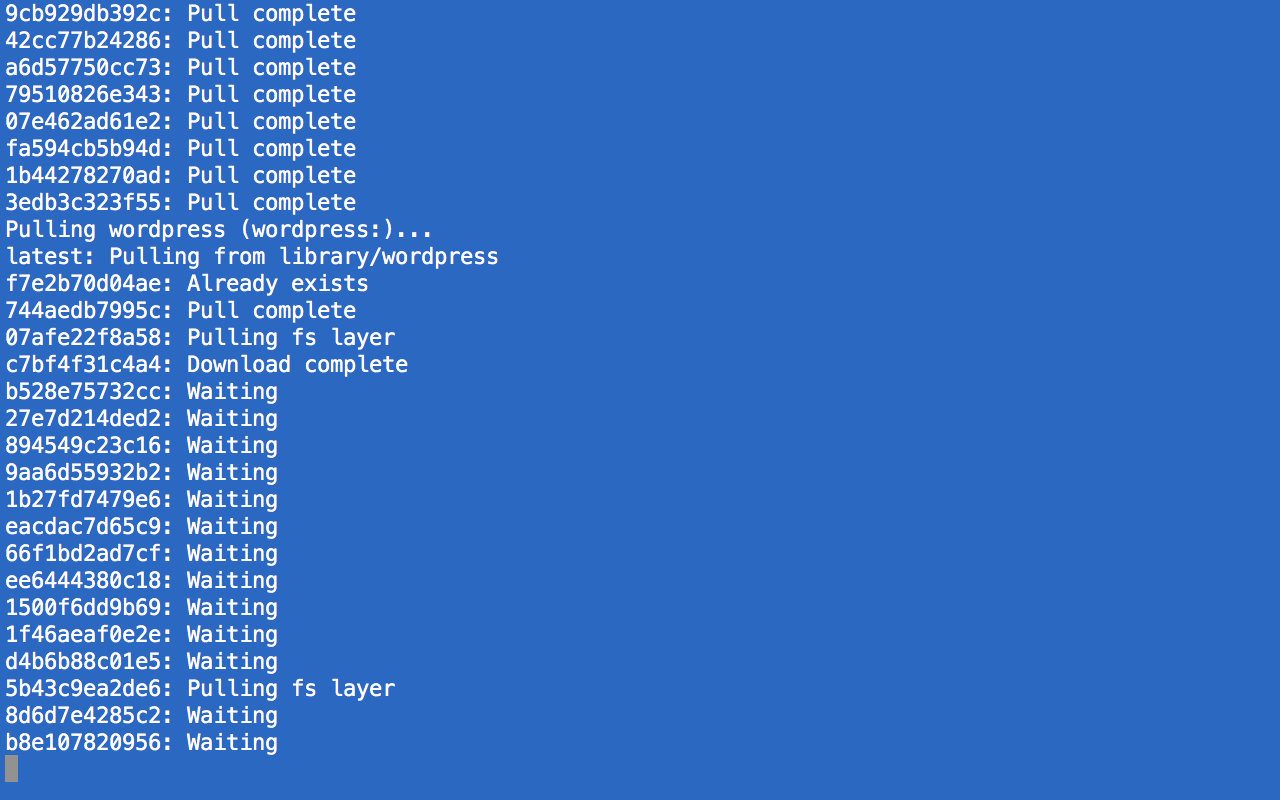 9cb929db392c: Pull complete
42cc77b24286: Pull complete
a6d57750cc73: Pull complete
79510826e343: Pull complete
07e462ad61e2: Pull complete
fa594cb5b94d: Pull complete
1b44278270ad: Pull complete
3edb3c323f55: Pull complete
Pulling wordpress (wordpress:)...
latest: Pulling from library/wordpress
f7e2b70d04ae: Already exists
744aedb7995c: Pull complete
07afe22f8a58: Pulling fs layer
c7bf4f31c4a4: Download complete
b528e75732cc: Waiting
27e7d214ded2: Waiting
894549c23c16: Waiting
9aa6d55932b2: Waiting
1b27fd7479e6: Waiting
eacdac7d65c9: Waiting
66f1bd2ad7cf: Waiting
ee6444380c18: Waiting
1500f6dd9b69: Waiting
1f46aeaf0e2e: Waiting
d4b6b88c01e5: Waiting
5b43c9ea2de6: Pulling fs layer
8d6d7e4285c2: Waiting
b8e107820956: Waiting